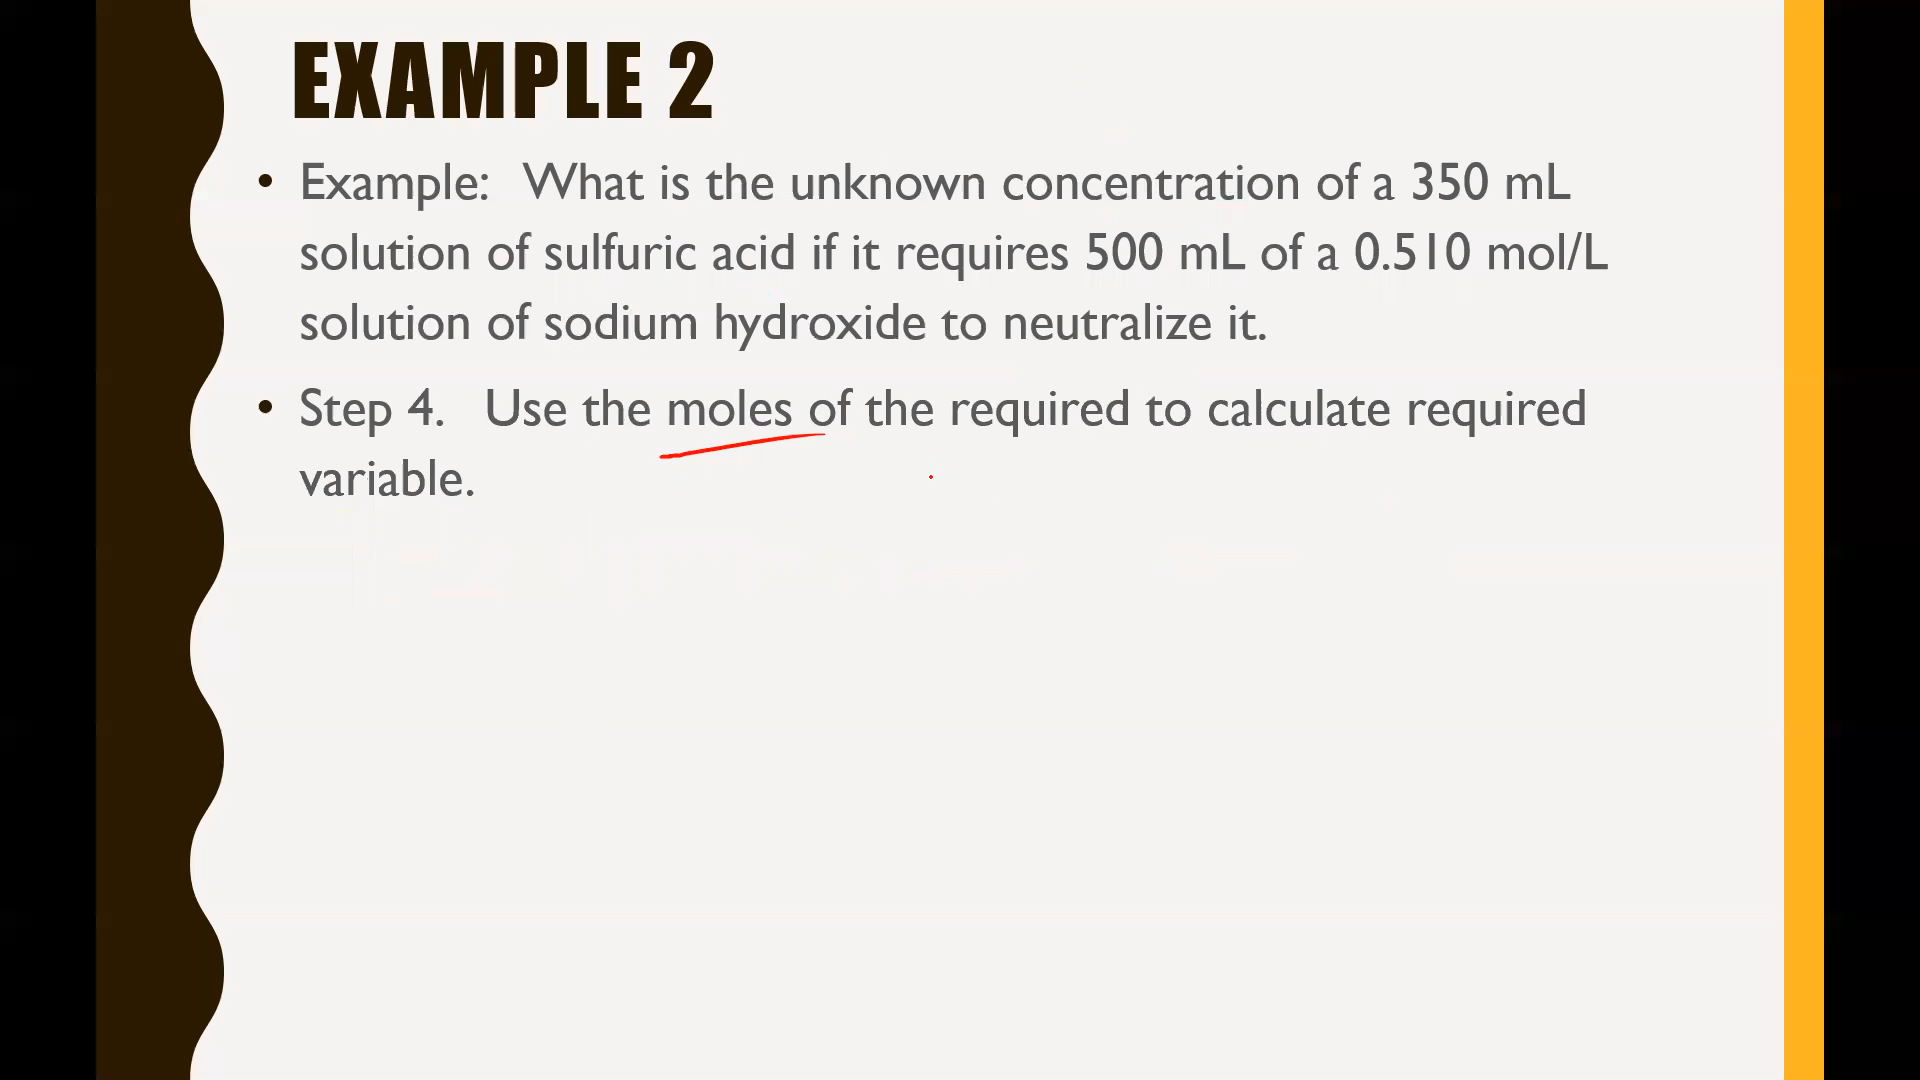 EXAMPLE 2
• Example: What is the unknown concentration of a 350 mL
solution of sulfuric acid if it requires 500 mL of a 0.510 mol/L
solution of sodium hydroxide to neutralize it.
• Step 4. Use the moles of the required to calculate required
variable.